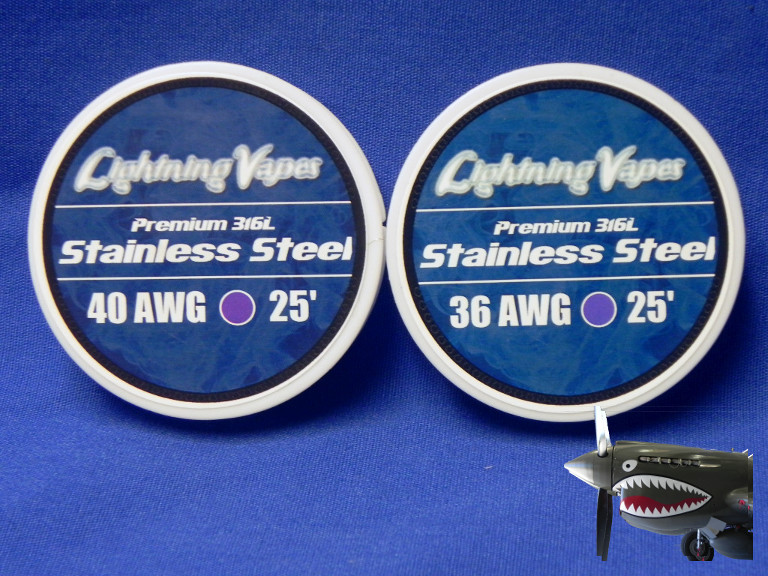 Lightning Vapes
Premium 316L
Stainless Steel
40 AWG 25'
Lightning Vapes
Premium 316L
Stainless Steel
36 AWG 25'